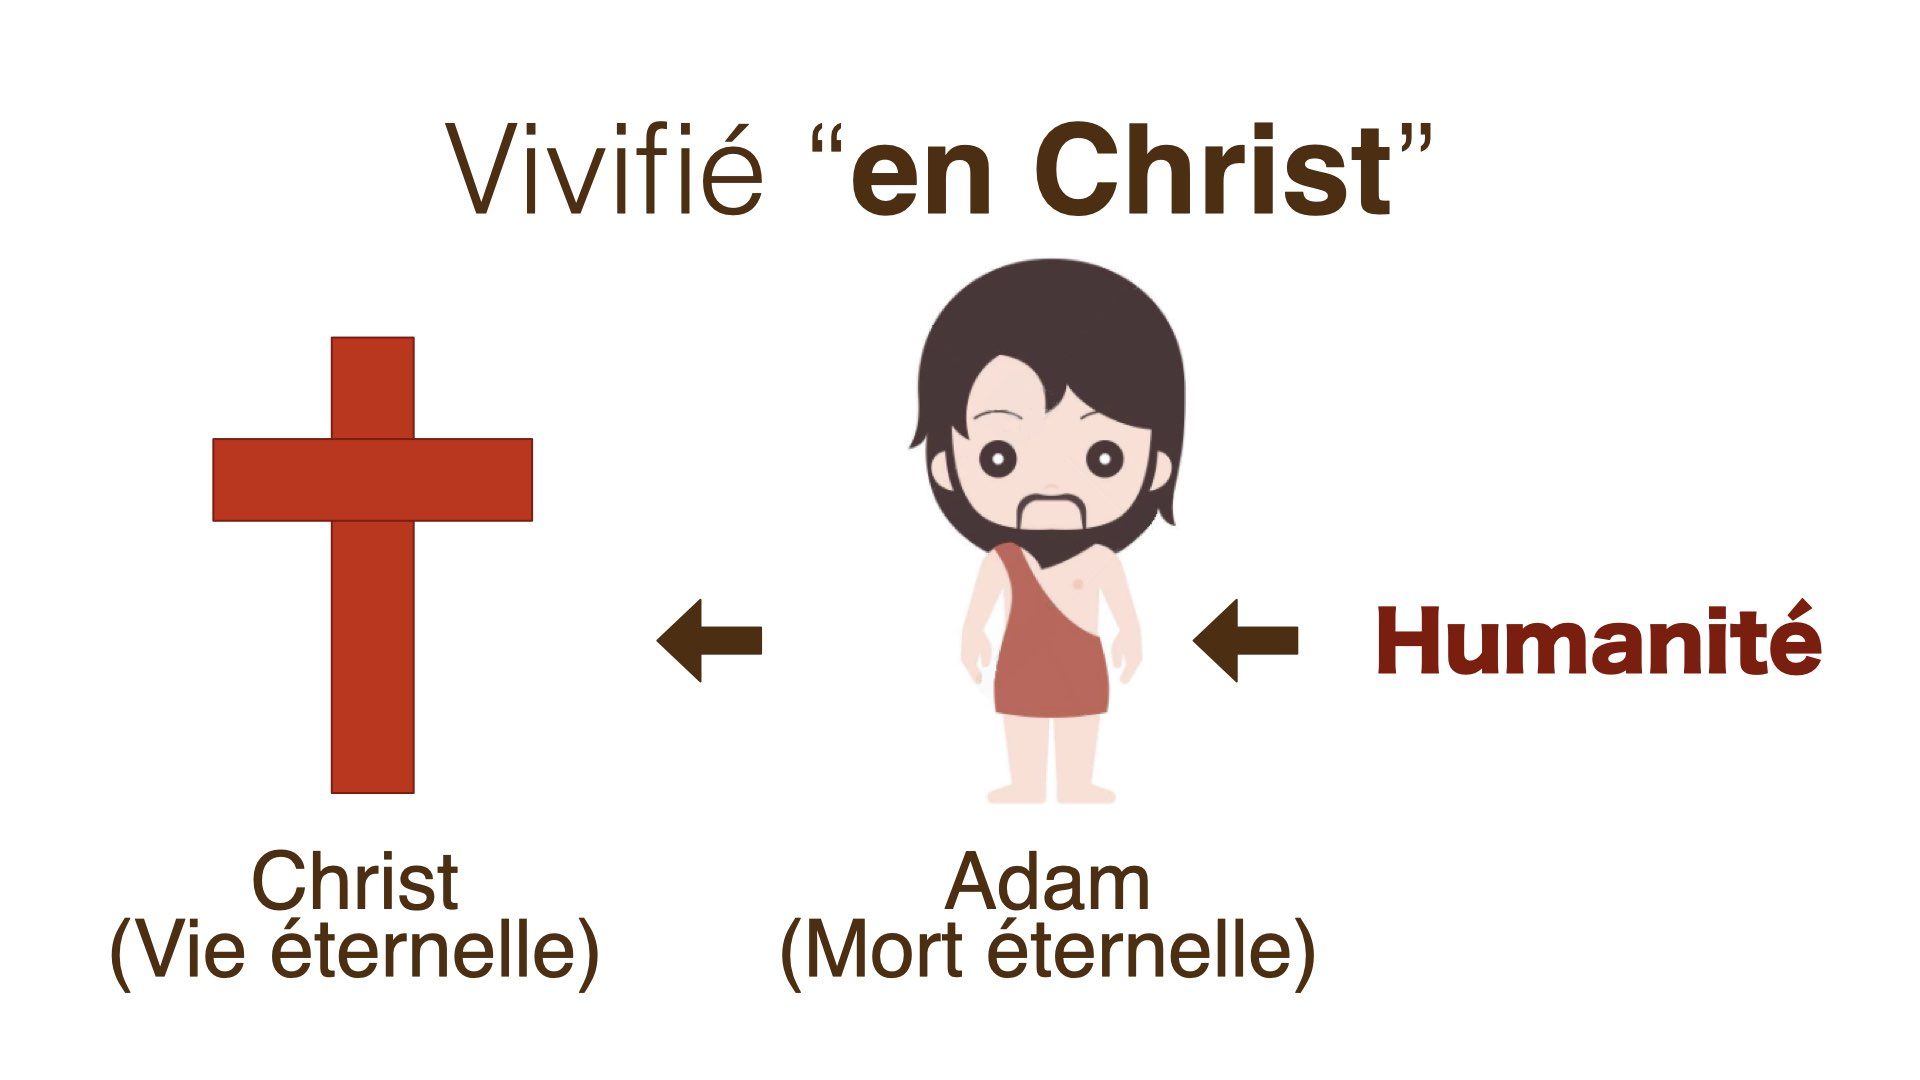 Vivifié “en Christ”
Humanité
Christ
(Vie éternelle)
Adam
(Mort éternelle)